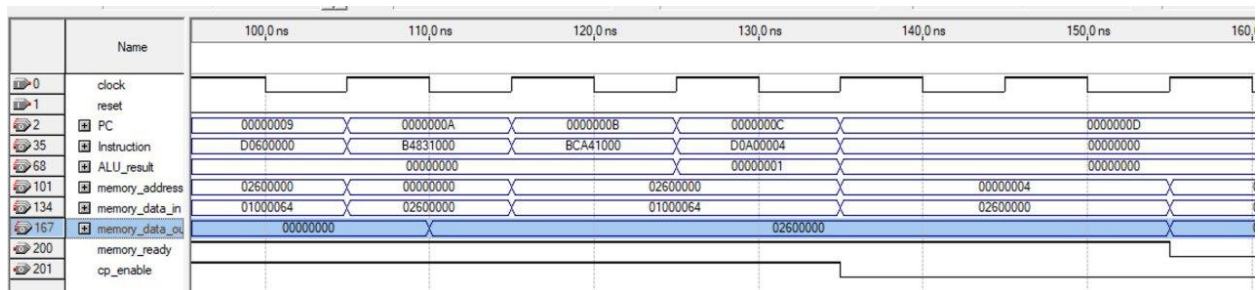 100,0 ns 110,0 ns 120,0 ns 130,0 ns 140,0 ns 150,0 ns 160,
Name
0 clock
1 reset
2 PC 00000009 0000000A 0000000B 0000000C 0000000D
35 Instruction D0600000 B4831000 BCA41000 D0A00004 00000000
68 ALU_result 00000000 00000001 00000000
101 memory_address 02600000 00000000 02600000 00000004
134 memory_data_in 01000064 02600000 01000064 02600000
167 memory_data_ou 00000000 02600000
200 memory_ready
201 cp_enable